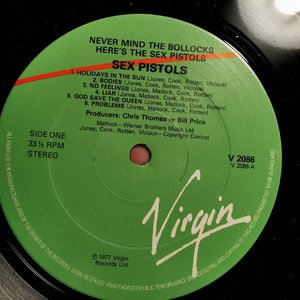 NEVER MIND THE BOLLOCKS
HERE'S THE SEX PISTOLS
SEX PISTOLS
1. HOLIDAYS IN THE SUN (Jones, Cook, Rotten, Vicious)
2. BODIES (Jones, Cook, Rotten, Vicious)
3. NO FEELINGS (Jones, Matlock, Cook, Rotten)
4. LIAR (Jones, Matlock, Cook, Rotten)
5. GOD SAVE THE QUEEN (Jones, Matlock, Cook, Rotten)
6. PROBLEMS (Jones, Matlock, Cook, Rotten)
Producers: Chris Thomas or Bill Price
Matlock – Warner Brothers Music Ltd
Jones, Cook, Rotten, Vicious – Copyright Control
SIDE ONE
33⅓ RPM
STEREO
V 2086
V 2086 A
Virgin
℗ 1977 Virgin
Records Ltd